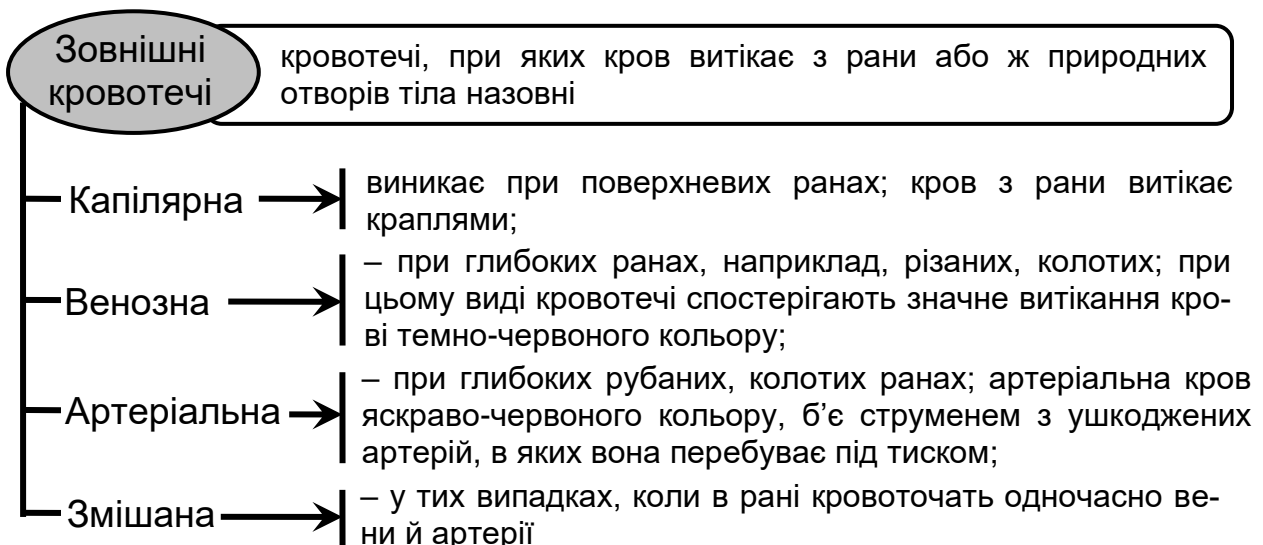 Зовнішні
кровотечі
кровотечі, при яких кров витікає з рани або ж природних
отворів тіла назовні
Капілярна
виникає при поверхневих ранах; кров з рани витікає
краплями;
Венозна
– при глибоких ранах, наприклад, різаних, колотих; при
цьому виді кровотечі спостерігають значне витікання кро-
ві темно-червоного кольору;
Артеріальна
– при глибоких рубаних, колотих ранах; артеріальна кров
яскраво-червоного кольору, б’є струменем з ушкоджених
артерій, в яких вона перебуває під тиском;
Змішана
– у тих випадках, коли в рані кровоточать одночасно ве-
ни й артерії